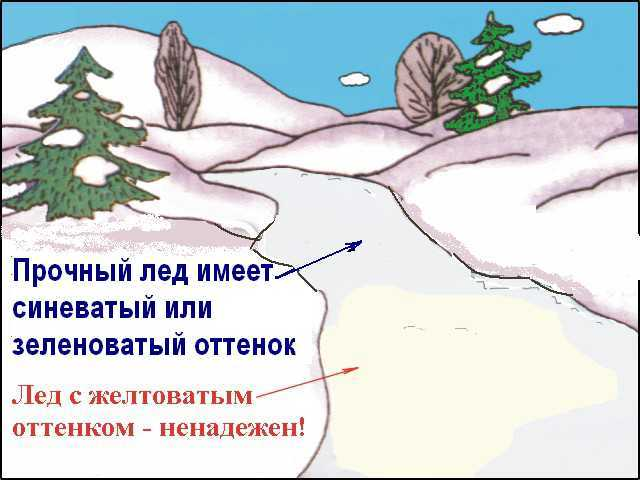 Прочный лед имеет
синеватый или
зеленоватый оттенок
Лед с желтоватым
оттенком - ненадежен!